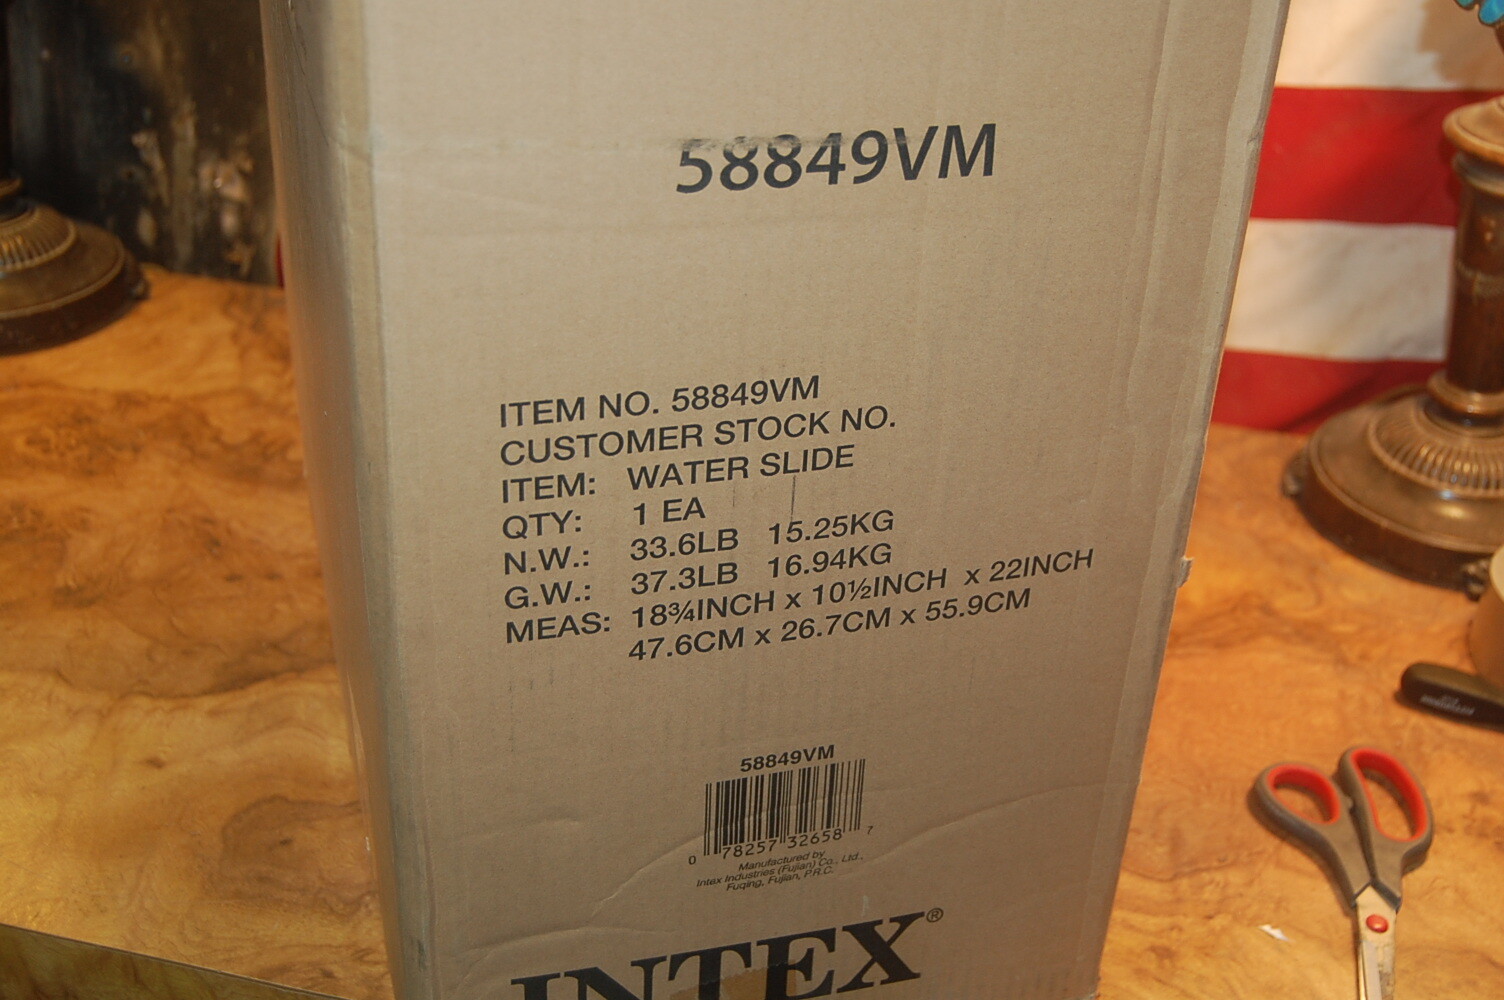 58849VM
ITEM NO. 58849VM
CUSTOMER STOCK NO.
ITEM: WATER SLIDE
QTY: 1 EA
N.W.: 33.6LB 15.25KG
G.W.: 37.3LB 16.94KG
MEAS: 18¾INCH x 10½INCH x 22INCH
47.6CM x 26.7CM x 55.9CM
58849VM
0 78257 32658 7
Manufactured by
Intex Industries (Fujian) Co., Ltd.,
Fuqing, Fujian, P.R.C.
INTEX®